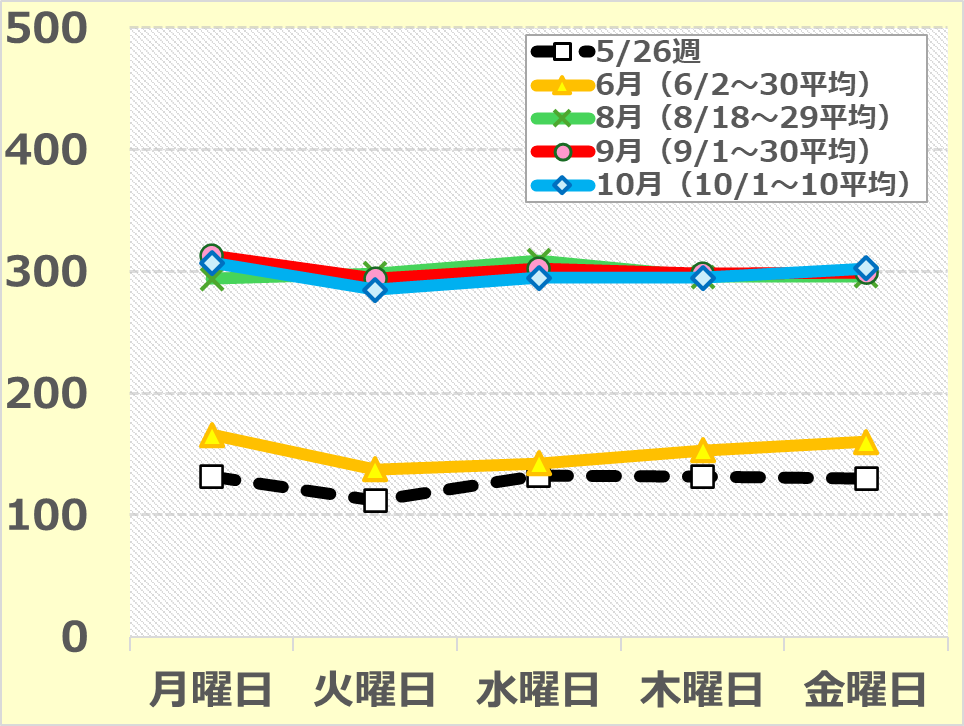 500
5/26週
6月（6/2～30平均）
8月（8/18～29平均）
9月（9/1～30平均）
10月（10/1～10平均）
400
300
200
100
0
月曜日 火曜日 水曜日 木曜日 金曜日